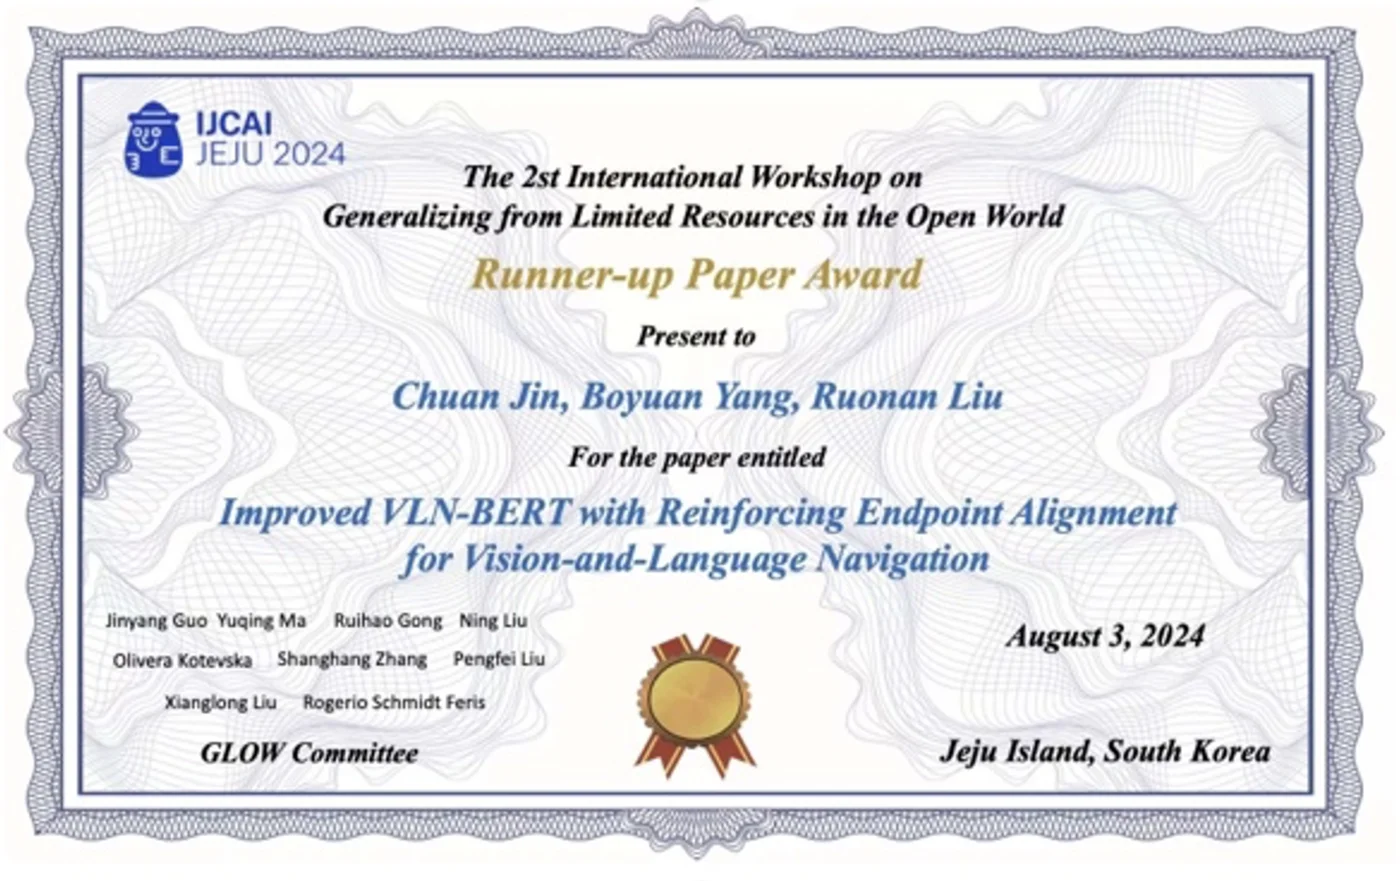 IJCAI
JEJU 2024
The 2st International Workshop on
Generalizing from Limited Resources in the Open World
Runner-up Paper Award
Present to
Chuan Jin, Boyuan Yang, Ruonan Liu
For the paper entitled
Improved VLN-BERT with Reinforcing Endpoint Alignment
for Vision-and-Language Navigation
Jinyang Guo Yuqing Ma Ruihao Gong Ning Liu
Olivera Kotevska Shanghang Zhang Pengfei Liu
Xianglong Liu Rogerio Schmidt Feris
GLOW Committee
August 3, 2024
Jeju Island, South Korea